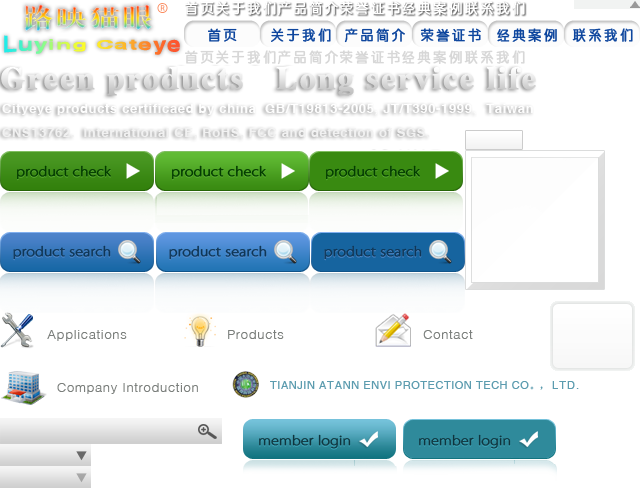 路映貓眼®
Luying Cateye
首页关于我们产品简介荣誉证书经典案例联系我们
首页 关于我们 产品简介 荣誉证书 经典案例 联系我们
首页关于我们产品简介荣誉证书经典案例联系我们
Green products Long service life
Cityeye products certificaed by china GB/T19813-2005, JT/T390-1999. Taiwan
CNS13762. International CE, RoHS, FCC and detection of SGS.
product check product check product check
product search product search product search
Applications Products Contact
Company Introduction TIANJIN ATANN ENVI PROTECTION TECH CO., LTD.
member login member login